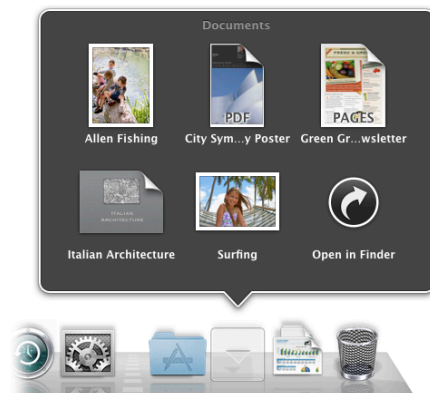 Documents
PDF
PAGES
Allen Fishing
City Sym...y Poster
Green Gr...wsletter
ITALIAN
ARCHITECTURE
Italian Architecture
Surfing
Open in Finder